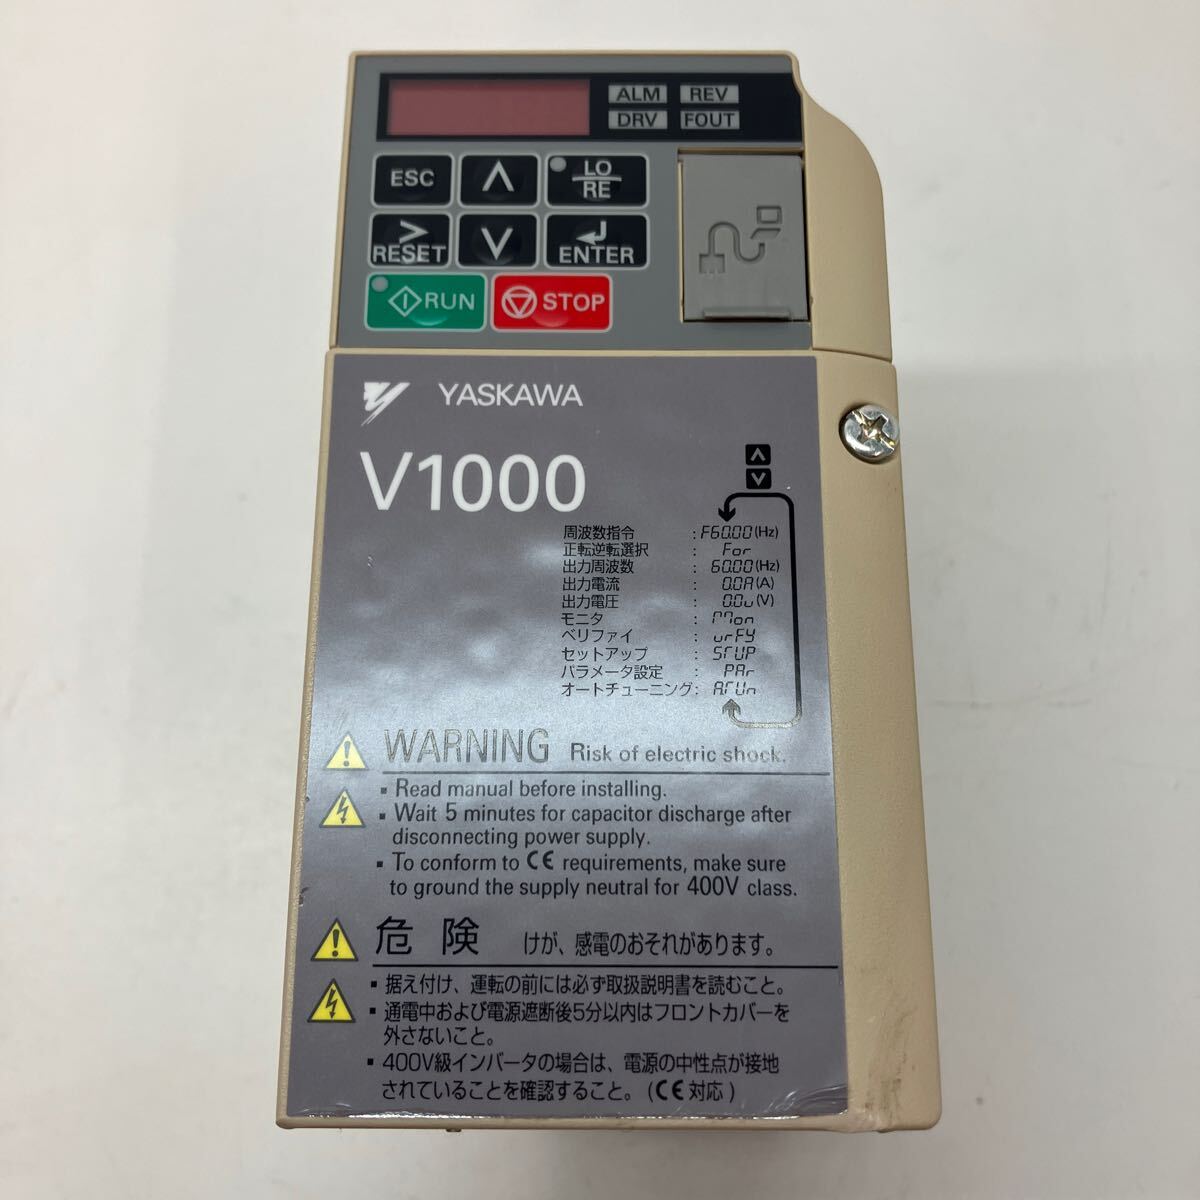 ALM REV
DRV FOUT
ESC
LO
RE
RESET
ENTER
RUN
STOP
YASKAWA
V1000
周波数指令 : F60.00(Hz)
正転逆転選択 : For
出力周波数 : 60.00(Hz)
出力電流 : 0.0A(A)
出力電圧 : 0.0v(V)
モニタ : Mon
ベリファイ : vrFy
セットアップ : STUP
パラメータ設定 : PAr
オートチューニング : ATUn
WARNING Risk of electric shock.
▪ Read manual before installing.
▪ Wait 5 minutes for capacitor discharge after
disconnecting power supply.
▪ To conform to CE requirements, make sure
to ground the supply neutral for 400V class.
危 険 けが、感電のおそれがあります。
▪ 据え付け、運転の前には必ず取扱説明書を読むこと。
▪ 通電中および電源遮断後5分以内はフロントカバーを
外さないこと。
▪ 400V級インバータの場合は、電源の中性点が接地
されていることを確認すること。(CE対応)